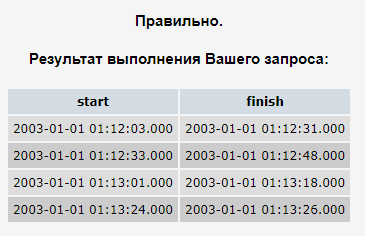 Правильно.
Результат выполнения Вашего запроса:
start finish
2003-01-01 01:12:03.000 2003-01-01 01:12:31.000
2003-01-01 01:12:33.000 2003-01-01 01:12:48.000
2003-01-01 01:13:01.000 2003-01-01 01:13:18.000
2003-01-01 01:13:24.000 2003-01-01 01:13:26.000